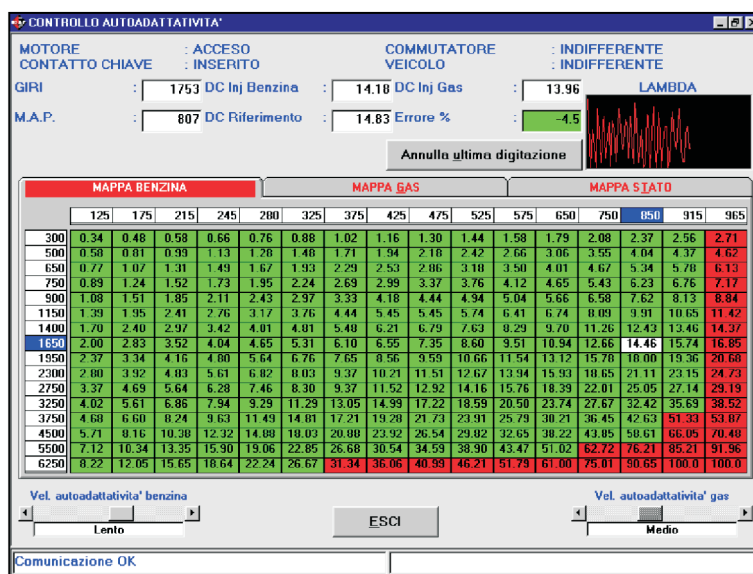 CONTROLLO AUTOADATTATIVITA'
MOTORE : ACCESO COMMUTATORE : INDIFFERENTE
CONTATTO CHIAVE : INSERITO VEICOLO : INDIFFERENTE
GIRI : 1753 DC Inj Benzina : 14.18 DC Inj Gas : 13.96 LAMBDA
M.A.P. : 807 DC Riferimento : 14.83 Errore % : -4.5
Annulla ultima digitazione
MAPPA BENZINA MAPPA GAS MAPPA STATO
125 175 215 245 280 325 375 425 475 525 575 650 750 850 915 965
300 0.34 0.48 0.58 0.66 0.76 0.88 1.02 1.16 1.30 1.44 1.58 1.79 2.08 2.37 2.56 2.71
500 0.58 0.81 0.99 1.13 1.28 1.48 1.71 1.94 2.18 2.42 2.66 3.06 3.55 4.04 4.37 4.62
650 0.77 1.07 1.31 1.49 1.67 1.93 2.29 2.53 2.86 3.18 3.50 4.01 4.67 5.34 5.78 6.13
750 0.89 1.24 1.52 1.73 1.95 2.24 2.69 2.99 3.37 3.76 4.12 4.65 5.43 6.23 6.76 7.17
900 1.08 1.51 1.85 2.11 2.43 2.97 3.33 4.18 4.44 4.94 5.04 5.66 6.58 7.62 8.13 8.84
1150 1.39 1.95 2.41 2.76 3.17 3.76 4.44 5.45 5.45 5.74 6.41 6.74 8.09 9.91 10.65 11.42
1400 1.70 2.40 2.97 3.42 4.01 4.81 5.48 6.21 6.79 7.63 8.29 9.70 11.26 12.43 13.46 14.37
1650 2.00 2.83 3.52 4.04 4.65 5.31 6.10 6.55 7.35 8.60 9.51 10.94 12.66 14.46 15.74 16.85
1950 2.37 3.34 4.16 4.80 5.64 6.76 7.65 8.56 9.59 10.66 11.54 13.12 15.78 18.00 19.36 20.68
2300 2.80 3.92 4.83 5.61 6.82 8.03 9.37 10.21 11.51 12.67 13.94 15.93 18.65 21.11 23.15 24.73
2750 3.37 4.69 5.64 6.28 7.46 8.30 9.37 11.52 12.92 14.16 15.76 18.39 22.01 25.05 27.14 29.19
3250 4.02 5.61 6.86 7.94 9.29 11.29 13.05 14.99 17.22 18.59 20.50 23.74 27.67 32.42 35.69 38.52
3750 4.68 6.60 8.24 9.63 11.49 14.81 17.21 19.28 21.73 23.91 25.79 30.21 36.45 42.63 51.33 53.87
4500 5.71 8.16 10.38 12.32 14.88 18.03 20.88 23.92 26.54 29.82 32.65 38.22 43.85 58.61 66.05 70.48
5500 7.12 10.34 13.35 15.90 19.06 22.85 26.68 30.54 34.59 38.90 43.47 51.02 62.72 76.21 85.21 91.96
6250 8.22 12.05 15.65 18.64 22.24 26.67 31.34 36.06 40.99 46.21 51.79 61.00 75.01 90.65 100.0 100.0
Vel. autoadattativita' benzina Vel. autoadattativita' gas
Lento ESCI Medio
Comunicazione OK